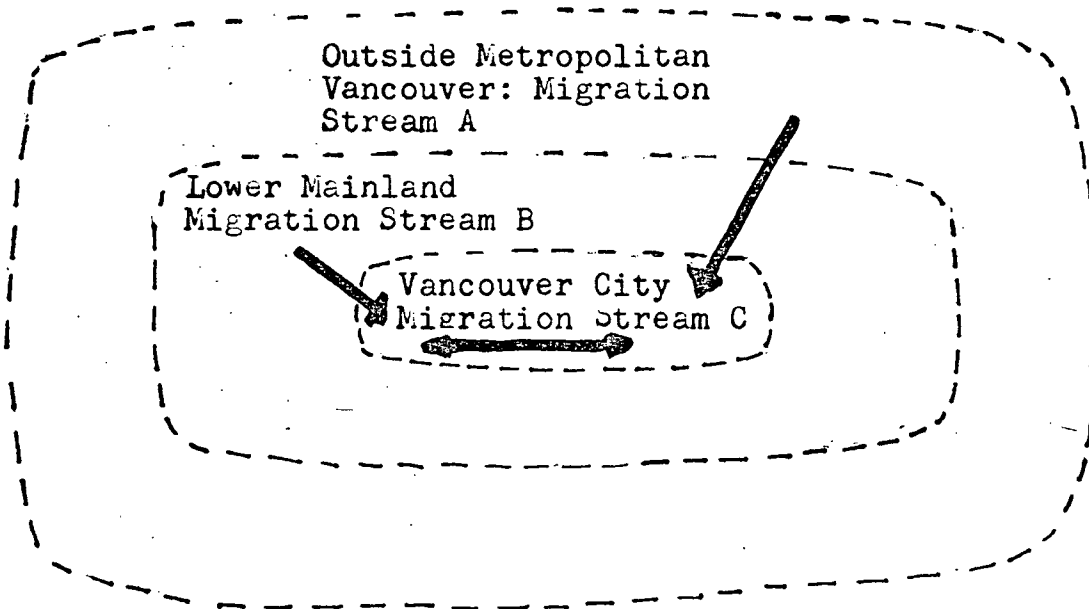 Outside Metropolitan
Vancouver: Migration
Stream A
Lower Mainland
Migration Stream B
Vancouver City
Migration Stream C